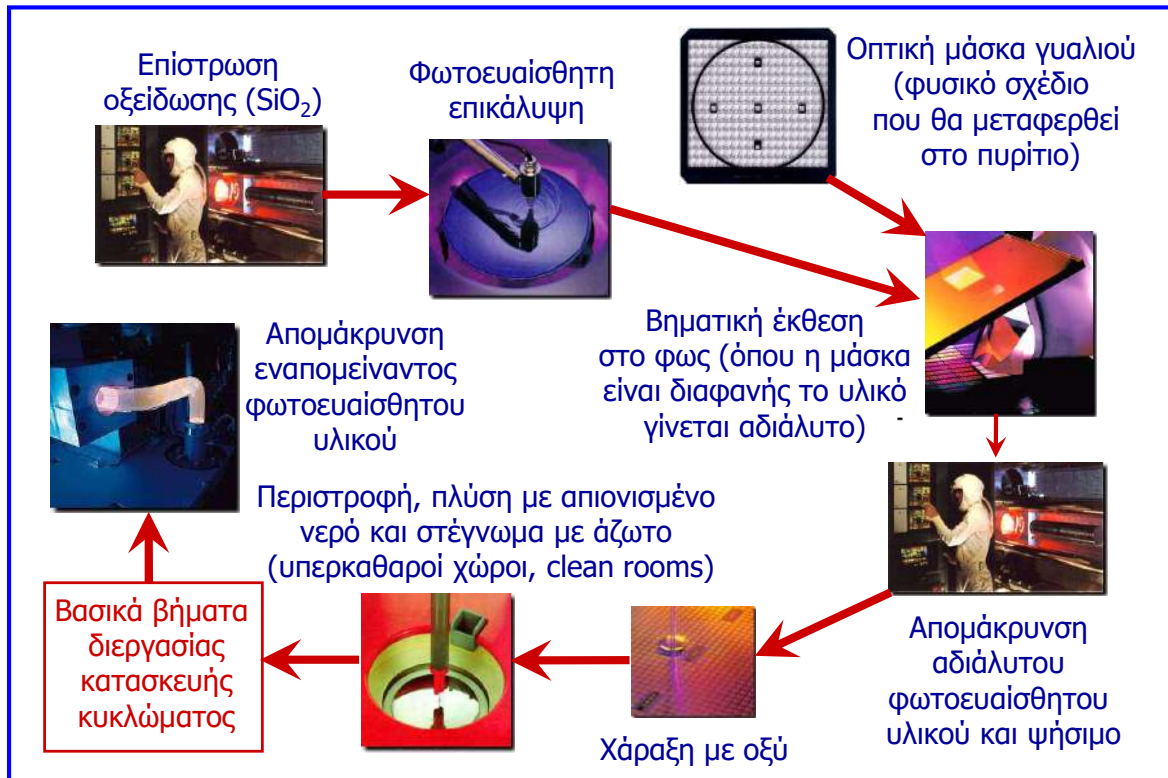 Επίστρωση
οξείδωσης (SiO2)
Φωτοευαίσθητη
επικάλυψη
Οπτική μάσκα γυαλιού
(φυσικό σχέδιο
που θα μεταφερθεί
στο πυρίτιο)
Βηματική έκθεση
στο φως (όπου η μάσκα
είναι διαφανής το υλικό
γίνεται αδιάλυτο)
Απομάκρυνση
αδιάλυτου
φωτοευαίσθητου
υλικού και ψήσιμο
Χάραξη με οξύ
Περιστροφή, πλύση με απιονισμένο
νερό και στέγνωμα με άζωτο
(υπερκαθαροί χώροι, clean rooms)
Βασικά βήματα
διεργασίας
κατασκευής
κυκλώματος
Απομάκρυνση
εναπομείναντος
φωτοευαίσθητου
υλικού